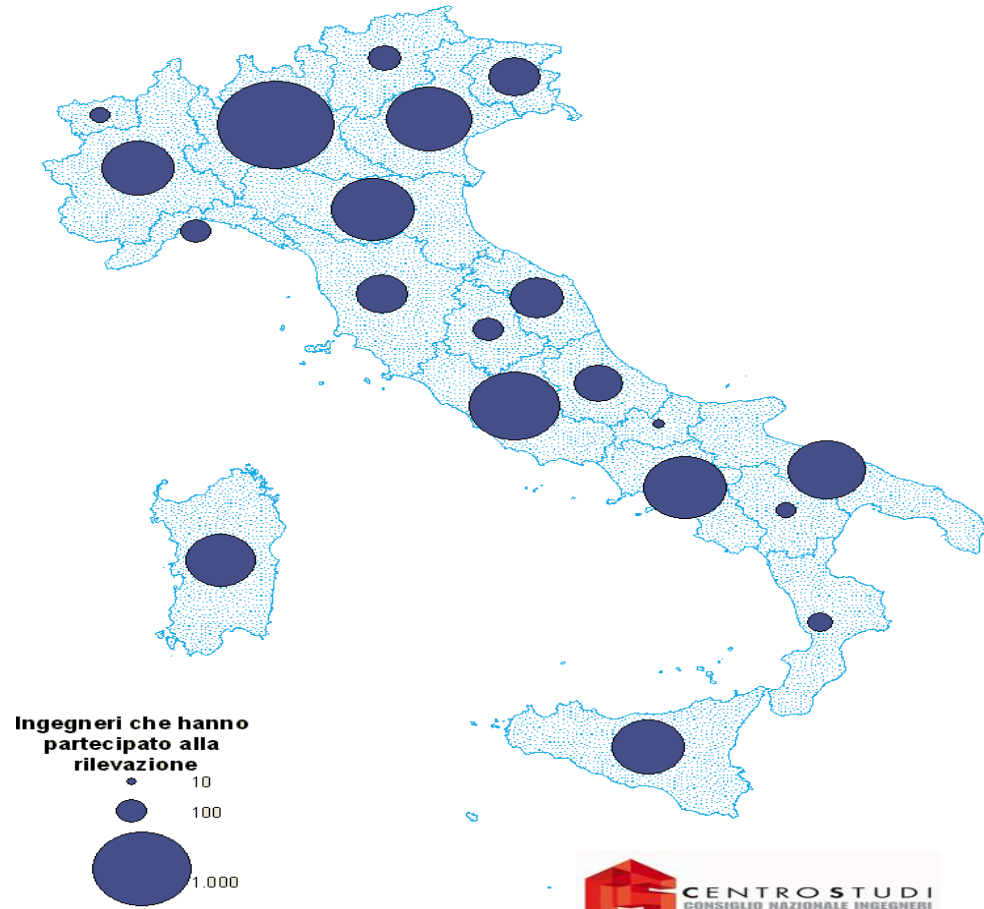 Ingegneri che hanno
partecipato alla
rilevazione
10
100
1.000
CENTRO STUDI
CONSIGLIO NAZIONALE INGEGNERI